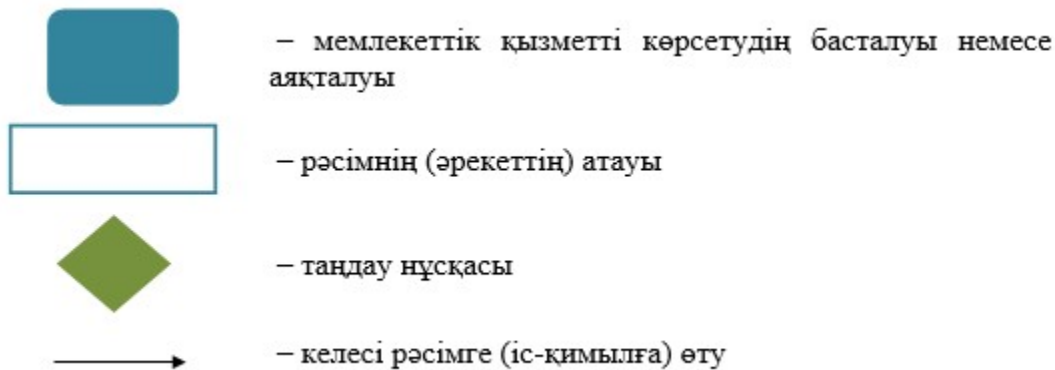 – мемлекеттік қызметті көрсетудің басталуы немесе
аяқталуы
– рәсімнің (әрекеттің) атауы
– таңдау нұсқасы
– келесі рәсімге (іс-қимылға) өту